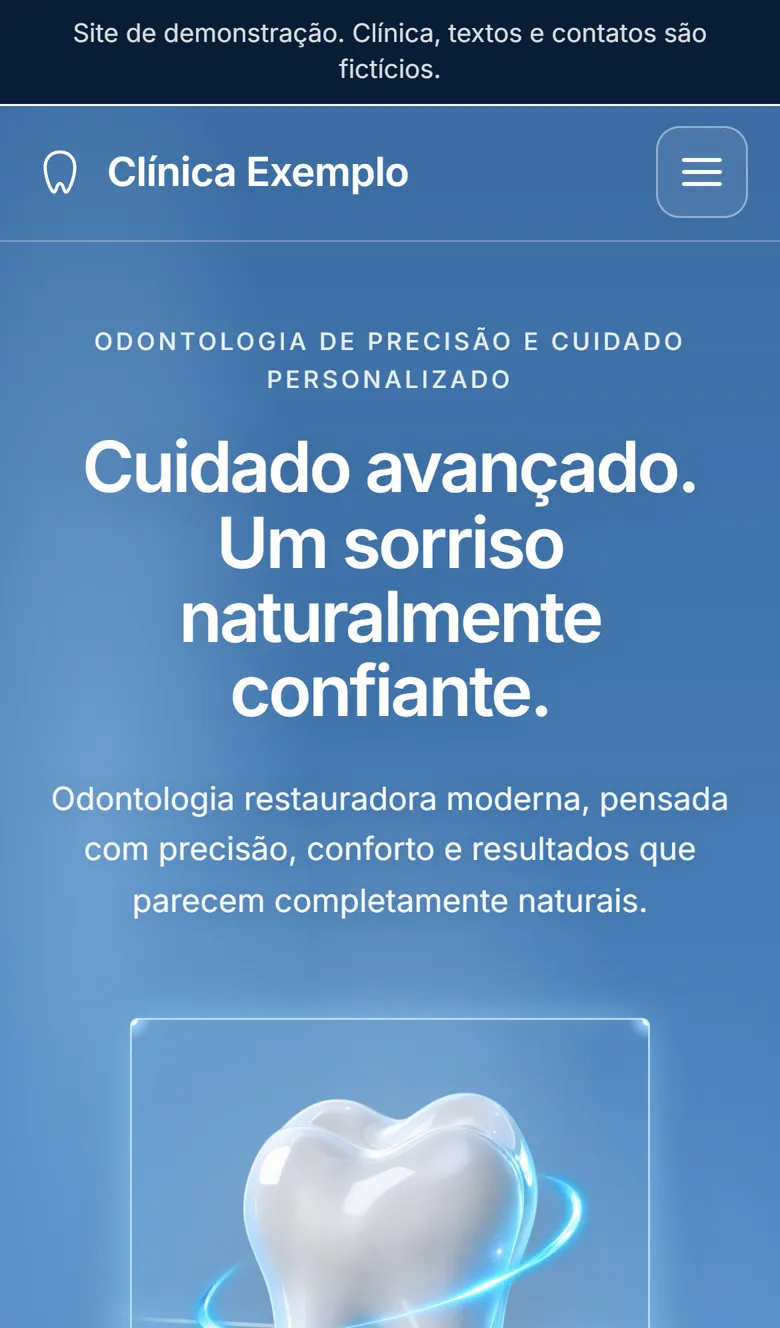 Site de demonstração. Clínica, textos e contatos são
fictícios.
Clínica Exemplo
ODONTOLOGIA DE PRECISÃO E CUIDADO
PERSONALIZADO
Cuidado avançado.
Um sorriso
naturalmente
confiante.
Odontologia restauradora moderna, pensada
com precisão, conforto e resultados que
parecem completamente naturais.